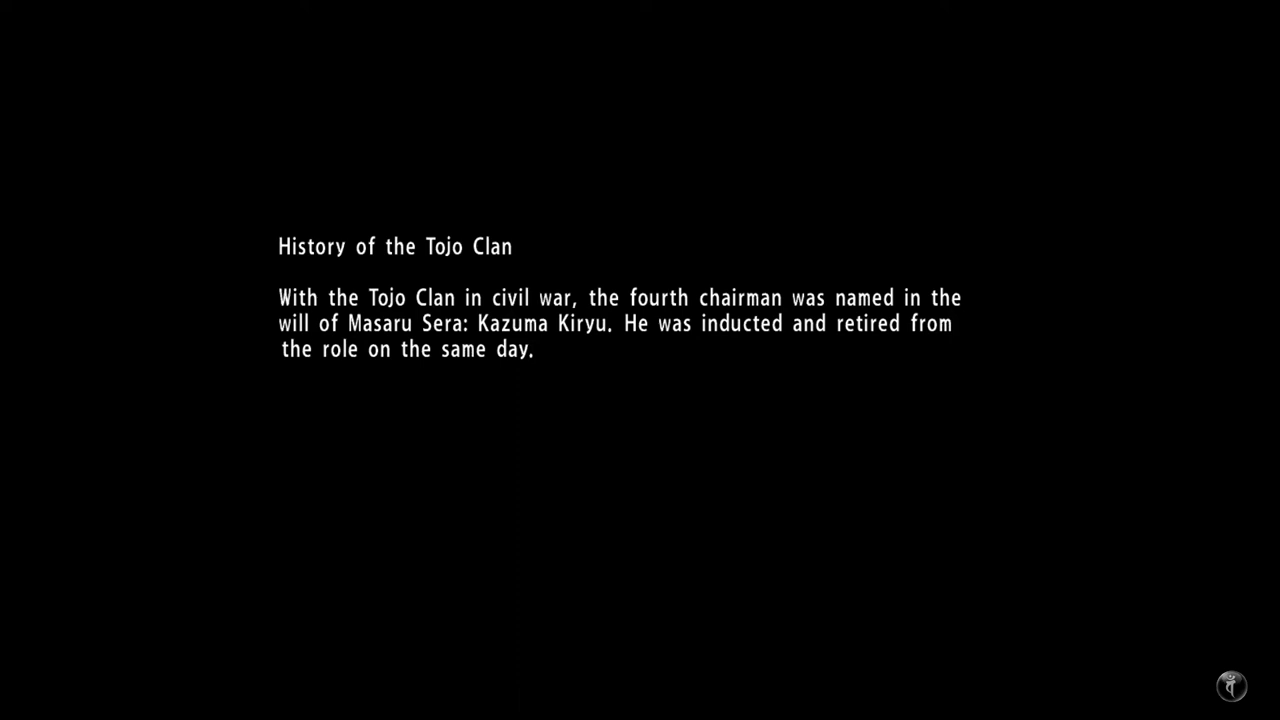 History of the Tojo Clan
With the Tojo Clan in civil war, the fourth chairman was named in the
will of Masaru Sera: Kazuma Kiryu. He was inducted and retired from
the role on the same day.